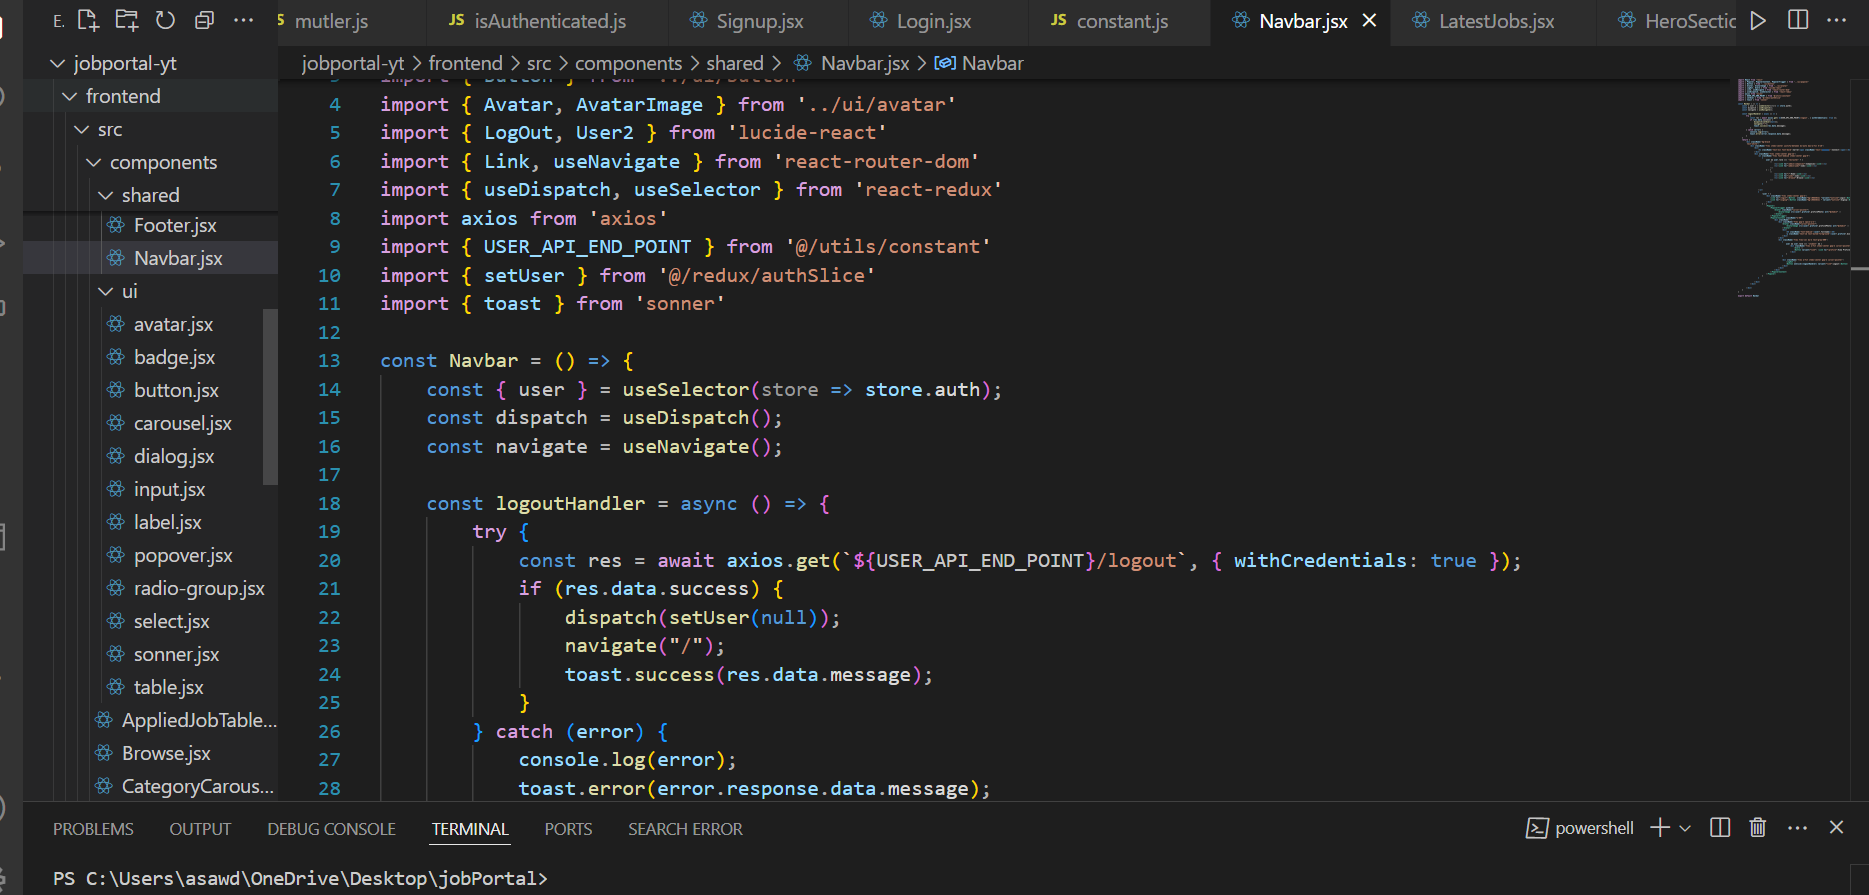 E.
mutler.js
JS isAuthenticated.js
Signup.jsx
Login.jsx
JS constant.js
Navbar.jsx
LatestJobs.jsx
HeroSectic
jobportal-yt > frontend > src > components > shared > Navbar.jsx > Navbar
jobportal-yt
frontend
src
components
shared
Footer.jsx
Navbar.jsx
ui
avatar.jsx
badge.jsx
button.jsx
carousel.jsx
dialog.jsx
input.jsx
label.jsx
popover.jsx
radio-group.jsx
select.jsx
sonner.jsx
table.jsx
AppliedJobTable...
Browse.jsx
CategoryCarous...
4 import { Avatar, AvatarImage } from '../ui/avatar'
5 import { LogOut, User2 } from 'lucide-react'
6 import { Link, useNavigate } from 'react-router-dom'
7 import { useDispatch, useSelector } from 'react-redux'
8 import axios from 'axios'
9 import { USER_API_END_POINT } from '@/utils/constant'
10 import { setUser } from '@/redux/authSlice'
11 import { toast } from 'sonner'
12
13 const Navbar = () => {
14 const { user } = useSelector(store => store.auth);
15 const dispatch = useDispatch();
16 const navigate = useNavigate();
17
18 const logoutHandler = async () => {
19 try {
20 const res = await axios.get(`${USER_API_END_POINT}/logout`, { withCredentials: true });
21 if (res.data.success) {
22 dispatch(setUser(null));
23 navigate("/");
24 toast.success(res.data.message);
25 }
26 } catch (error) {
27 console.log(error);
28 toast.error(error.response.data.message);
PROBLEMS OUTPUT DEBUG CONSOLE TERMINAL PORTS SEARCH ERROR
powershell
PS C:\Users\asawd\OneDrive\Desktop\jobPortal>